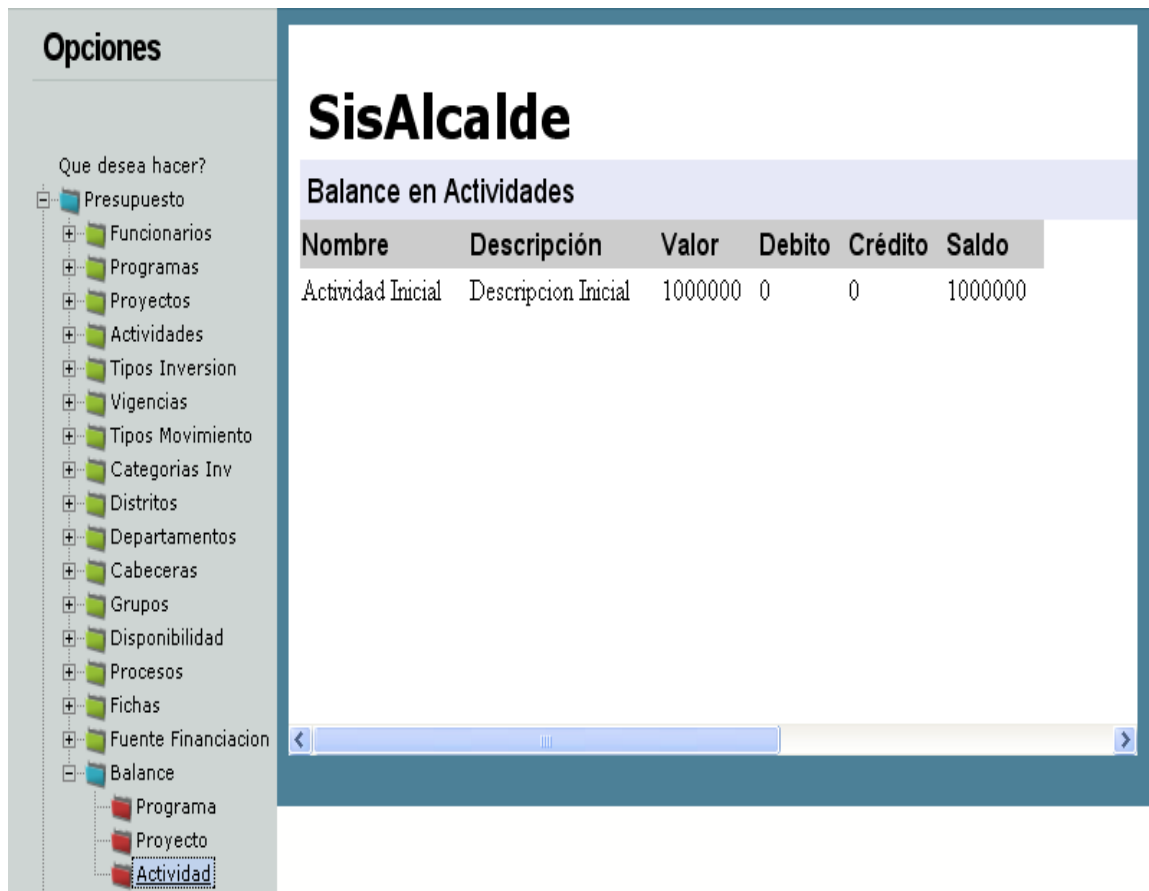 Opciones
Que desea hacer?
Presupuesto
Funcionarios
Programas
Proyectos
Actividades
Tipos Inversion
Vigencias
Tipos Movimiento
Categorias Inv
Distritos
Departamentos
Cabeceras
Grupos
Disponibilidad
Procesos
Fichas
Fuente Financiacion
Balance
Programa
Proyecto
Actividad
SisAlcalde
Balance en Actividades
Nombre Descripción Valor Debito Crédito Saldo
Actividad Inicial Descripcion Inicial 1000000 0 0 1000000